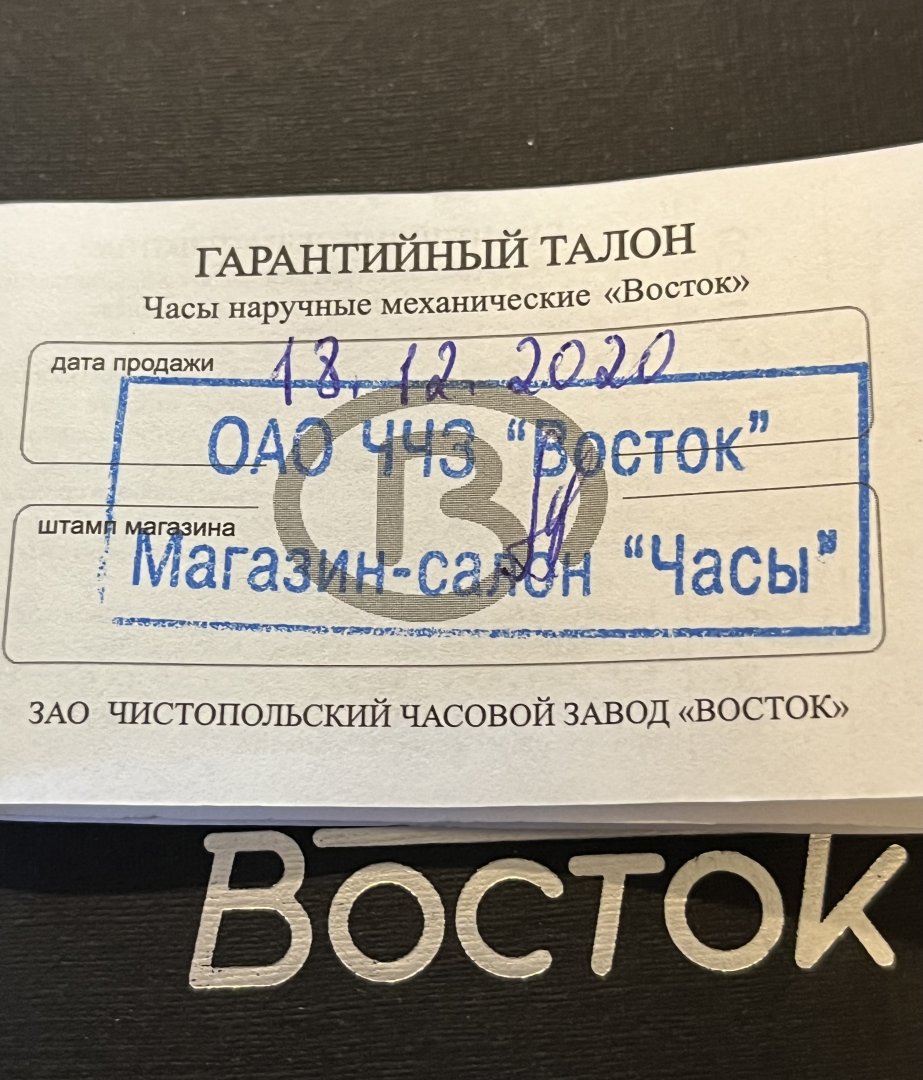 ГАРАНТИЙНЫЙ ТАЛОН
Часы наручные механические «Восток»
дата продажи 18.12.2020
ОАО ЧЧЗ “Восток”
штамп магазина
Магазин-салон “Часы”
В
ЗАО ЧИСТОПОЛЬСКИЙ ЧАСОВОЙ ЗАВОД «ВОСТОК»
Восток